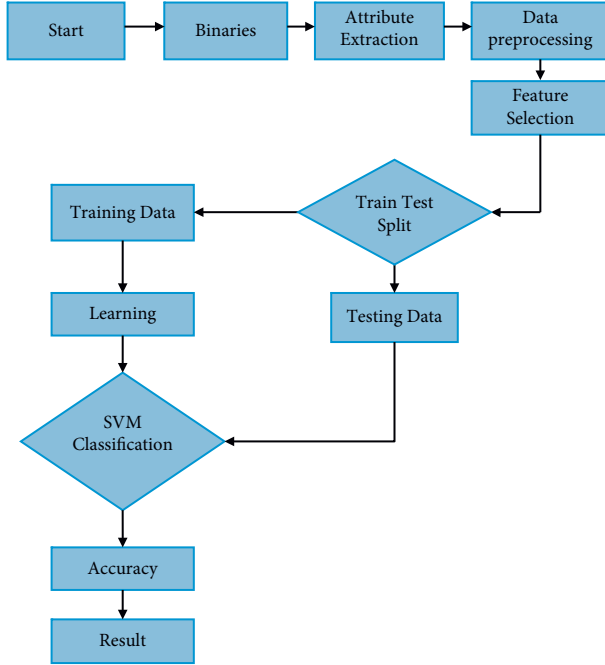 Start
Binaries
Attribute
Extraction
Data
preprocessing
Feature
Selection
Train Test
Split
Training Data
Learning
Testing Data
SVM
Classification
Accuracy
Result